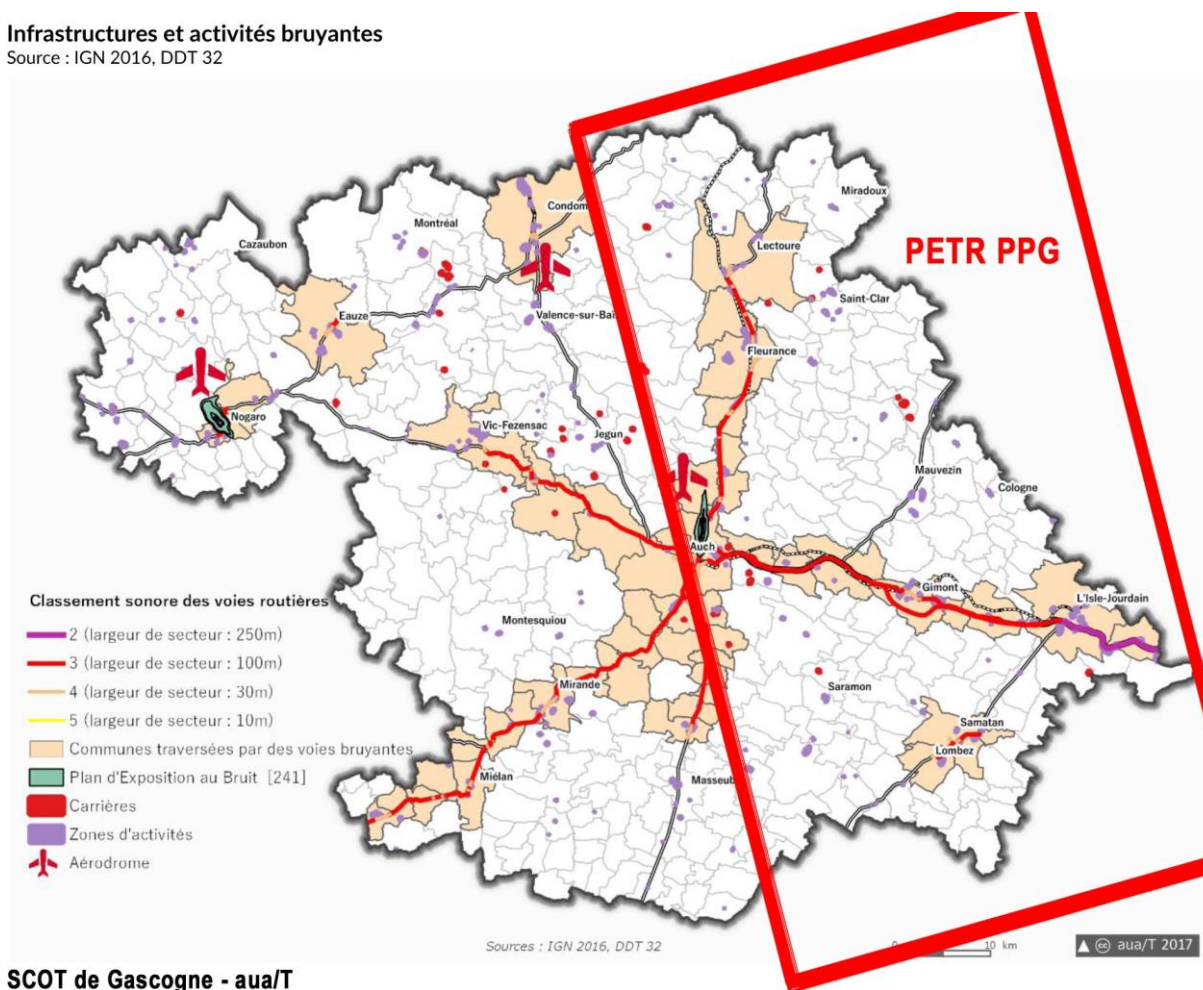 Infrastructures et activités bruyantes
Source : IGN 2016, DDT 32
PETR PPG
Miradoux
Condom
Montréal
Lectoure
Cazaubon
Saint-Clar
Eauze
Valence-sur-Baï
Fleurance
Nogaro
Vic-Fezensac
Jegun
Mauvezin
Cologne
Auch
Gimont
L'Isle-Jourdain
Montesquiou
Mirande
Saramon
Samatan
Lombez
Miélan
Masseub
Classement sonore des voies routières
2 (largeur de secteur : 250m)
3 (largeur de secteur : 100m)
4 (largeur de secteur : 30m)
5 (largeur de secteur : 10m)
Communes traversées par des voies bruyantes
Plan d'Exposition au Bruit [241]
Carrières
Zones d'activités
Aérodrome
Sources : IGN 2016, DDT 32
0 10 km
▲ cc aua/T 2017
SCOT de Gascogne - aua/T